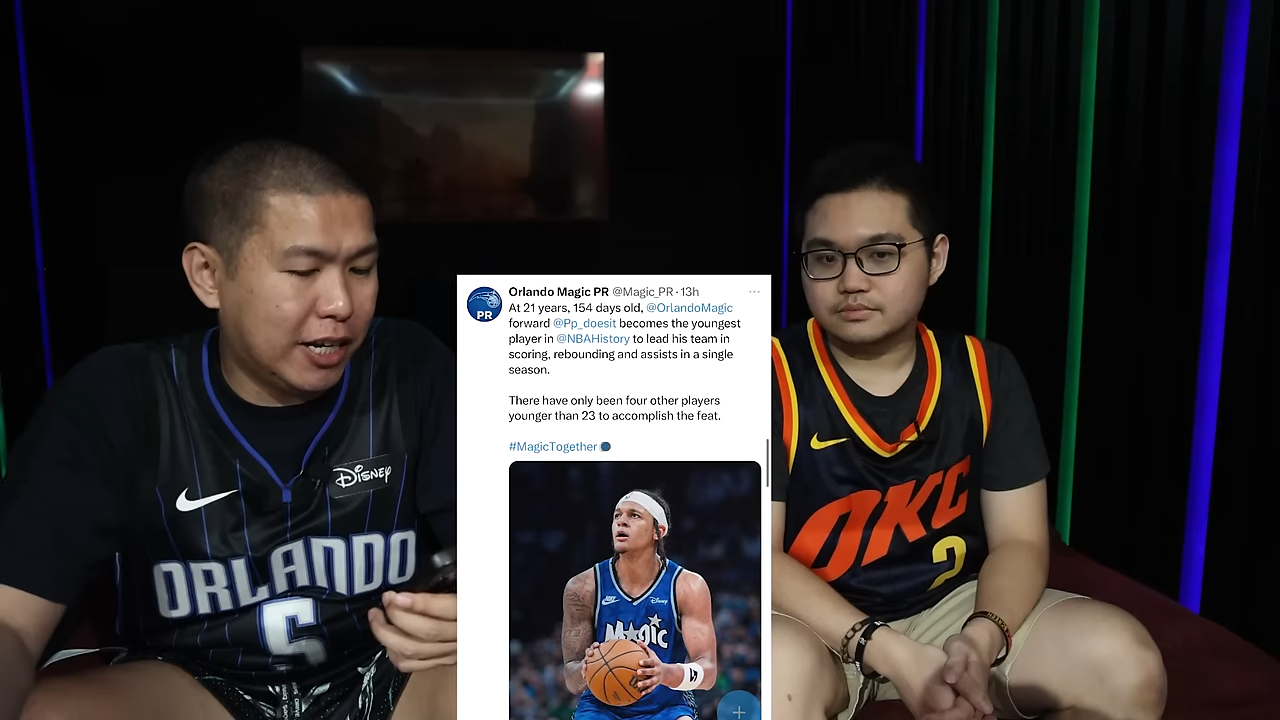 Orlando Magic PR @Magic_PR · 13h
At 21 years, 154 days old, @OrlandoMagic
forward @Pp_doesit becomes the youngest
player in @NBAHistory to lead his team in
scoring, rebounding and assists in a single
season.
There have only been four other players
younger than 23 to accomplish the feat.
#MagicTogether
PR
Disney
ORLANDO
5
OKC
2
Disney
Magic